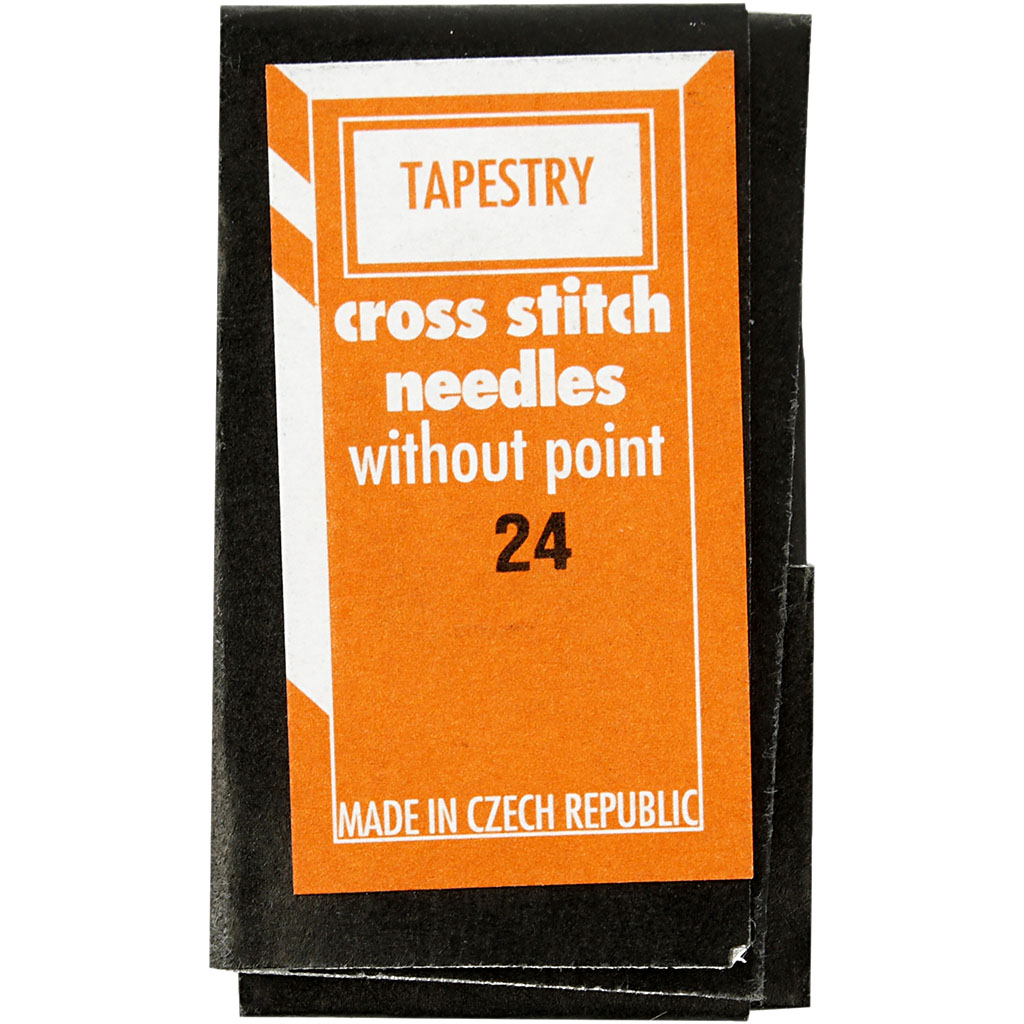 TAPESTRY
cross stitch
needles
without point
24
MADE IN CZECH REPUBLIC